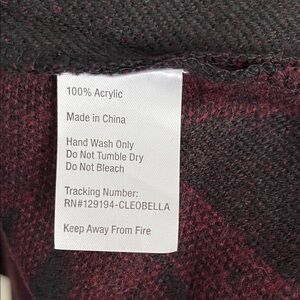 100% Acrylic
Made in China
Hand Wash Only
Do Not Tumble Dry
Do Not Bleach
Tracking Number:
RN#129194-CLEOBELLA
Keep Away From Fire